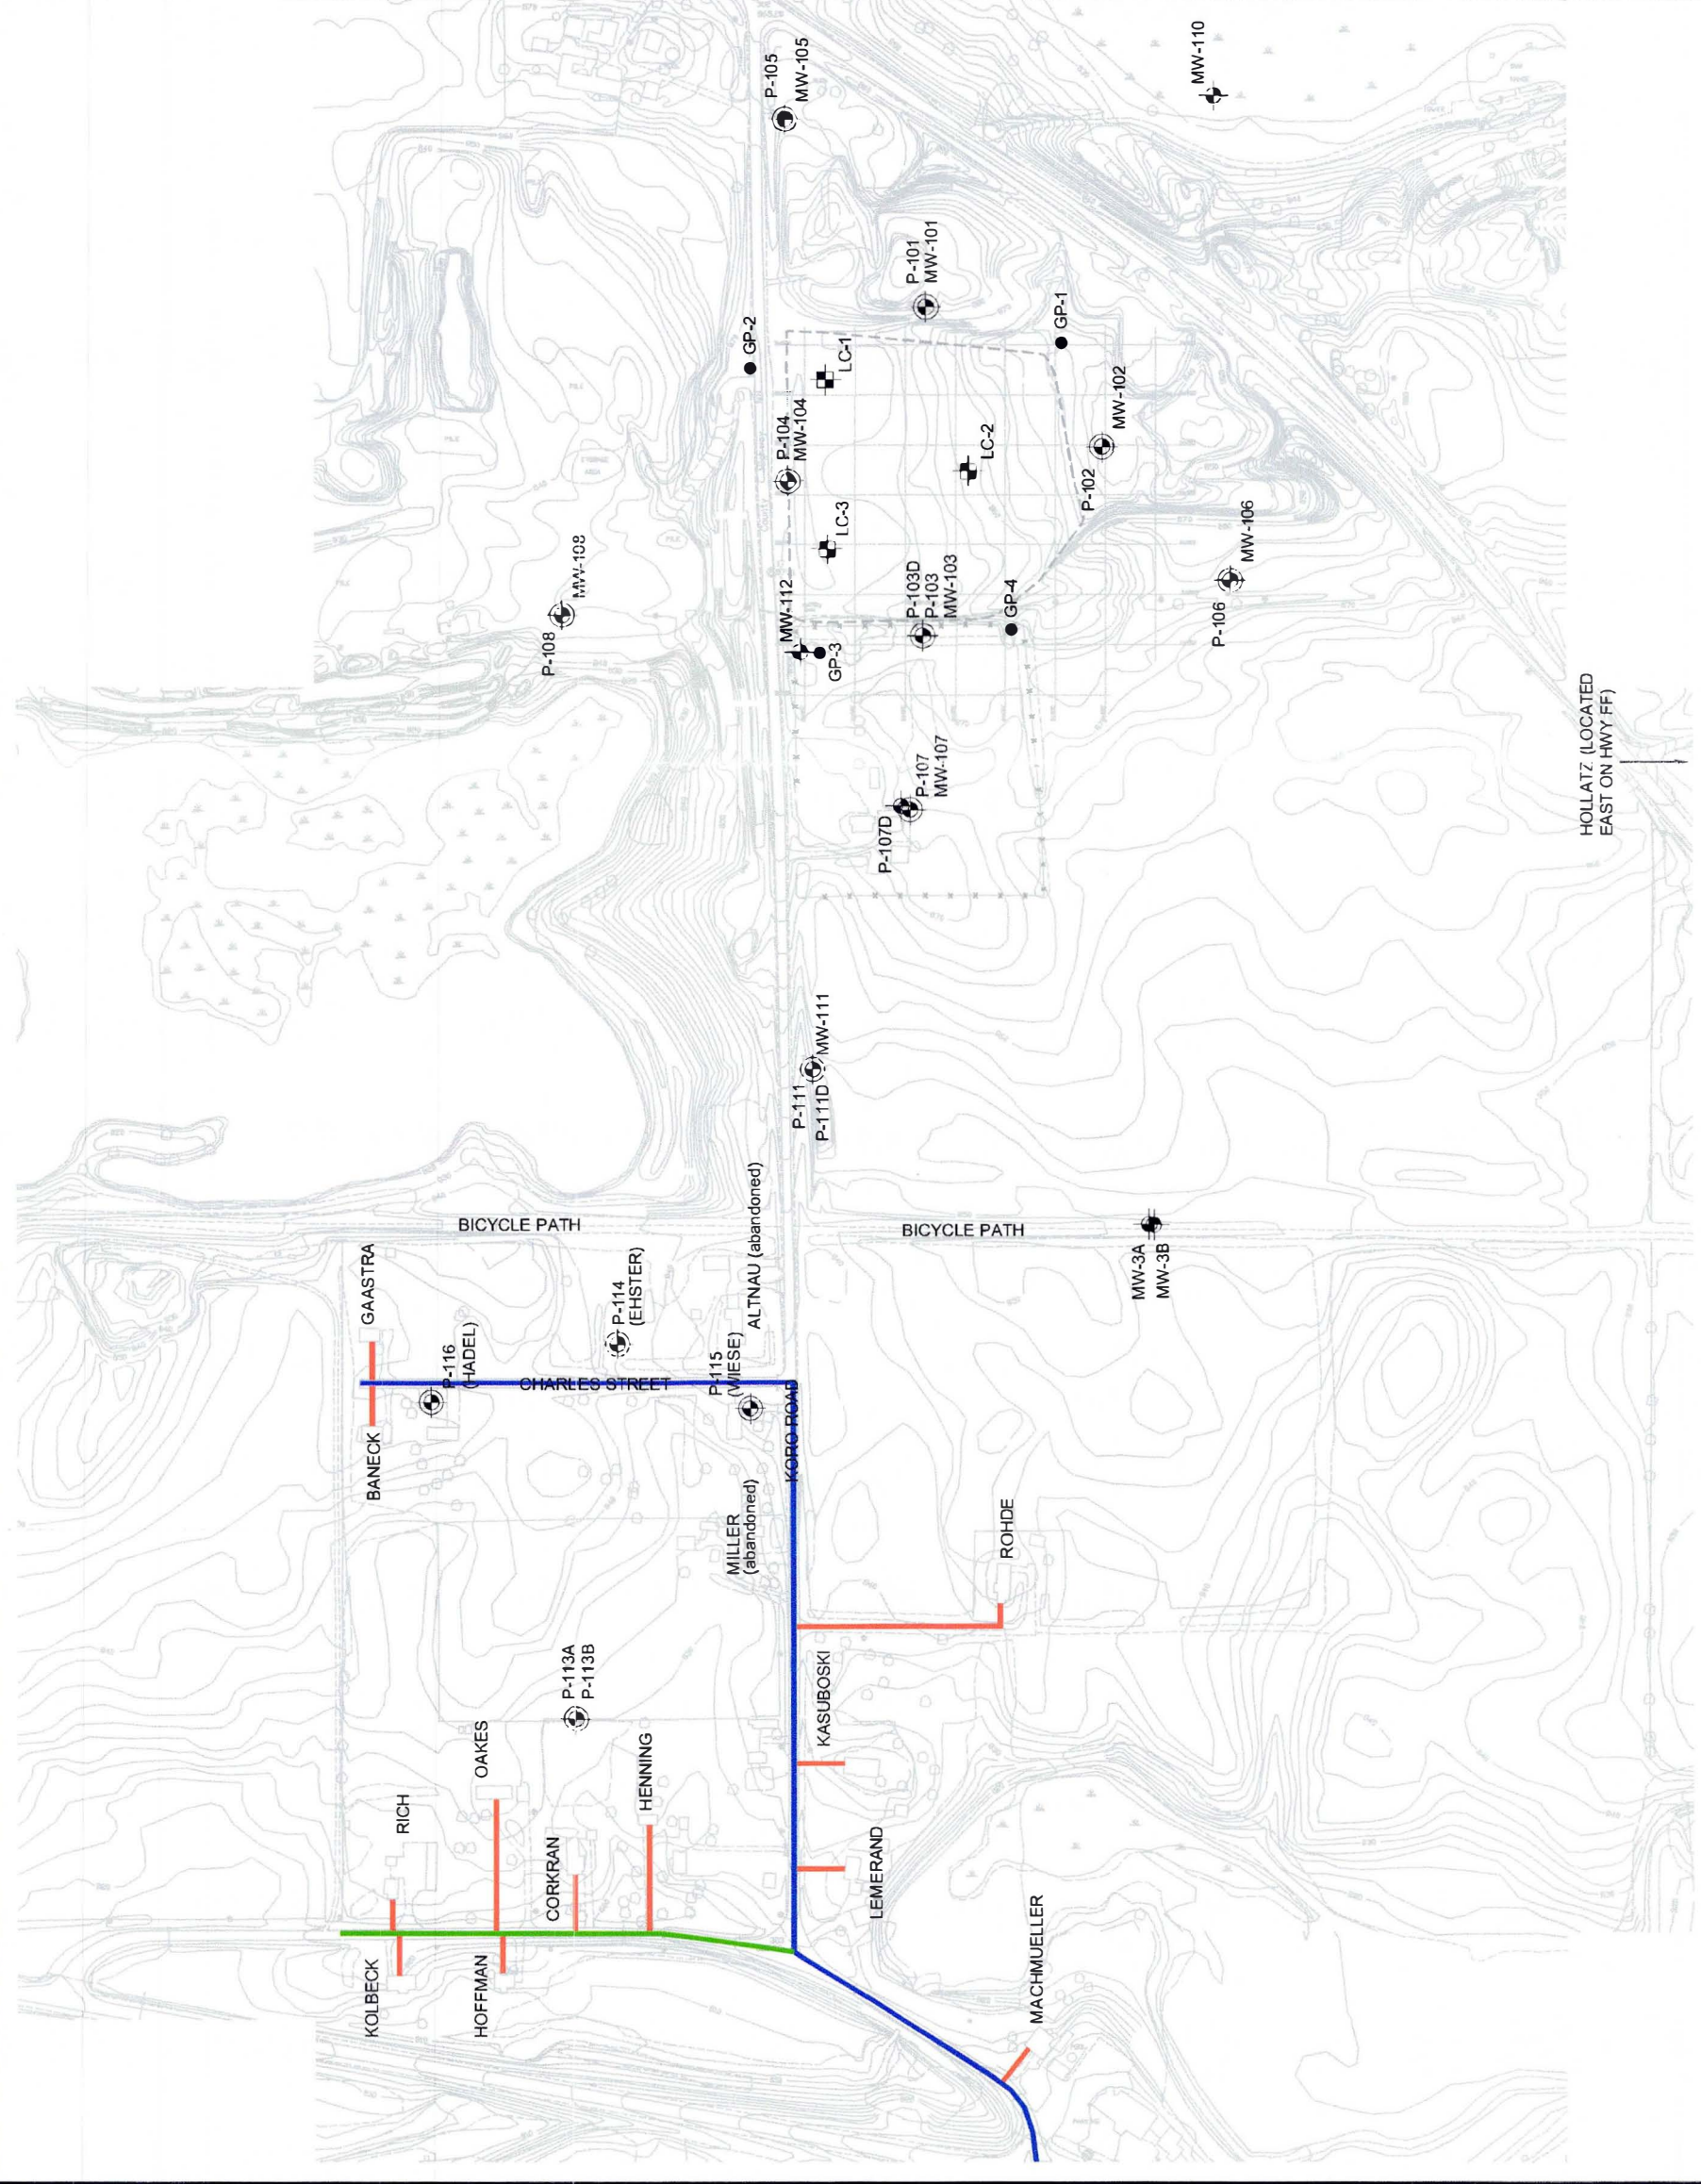 MW-110
P-105
MW-105
P-101
MW-101
GP-2
GP-1
LC-1
MW-102
P-104
MW-104
LC-2
P-102
LC-3
MW-106
MW-108
P-103D
P-103
MW-103
MW-112
GP-4
P-106
P-108
GP-3
HOLLATZ (LOCATED
EAST ON HWY FF)
P-107
MW-107
P-107D
MW-111
P-111
P-111D
BICYCLE PATH
BICYCLE PATH
ALTNAU (abandoned)
MW-3A
MW-3B
GAASTRA
P-114
(EHSTER)
P-116
(HADEL)
P-115
(WIESE)
CHARLES STREET
KORO ROAD
BANECK
MILLER
(abandoned)
ROHDE
P-113A
P-113B
KASUBOSKI
OAKES
HENNING
RICH
CORKRAN
LEMERAND
KOLBECK
HOFFMAN
MACHMUELLER